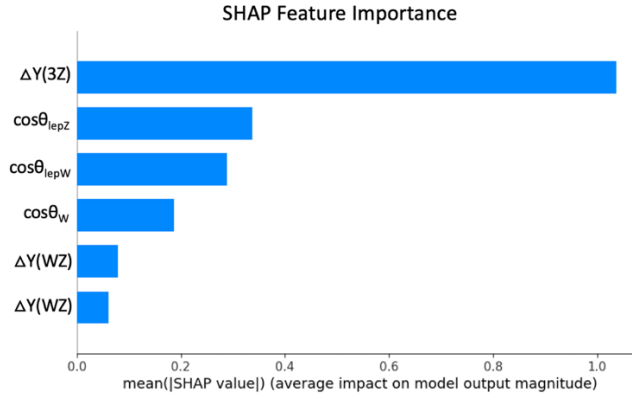 SHAP Feature Importance
ΔY(3Z)
cosθlepZ
cosθlepW
cosθW
ΔY(WZ)
ΔY(WZ)
0.0 0.2 0.4 0.6 0.8 1.0
mean(|SHAP value|) (average impact on model output magnitude)